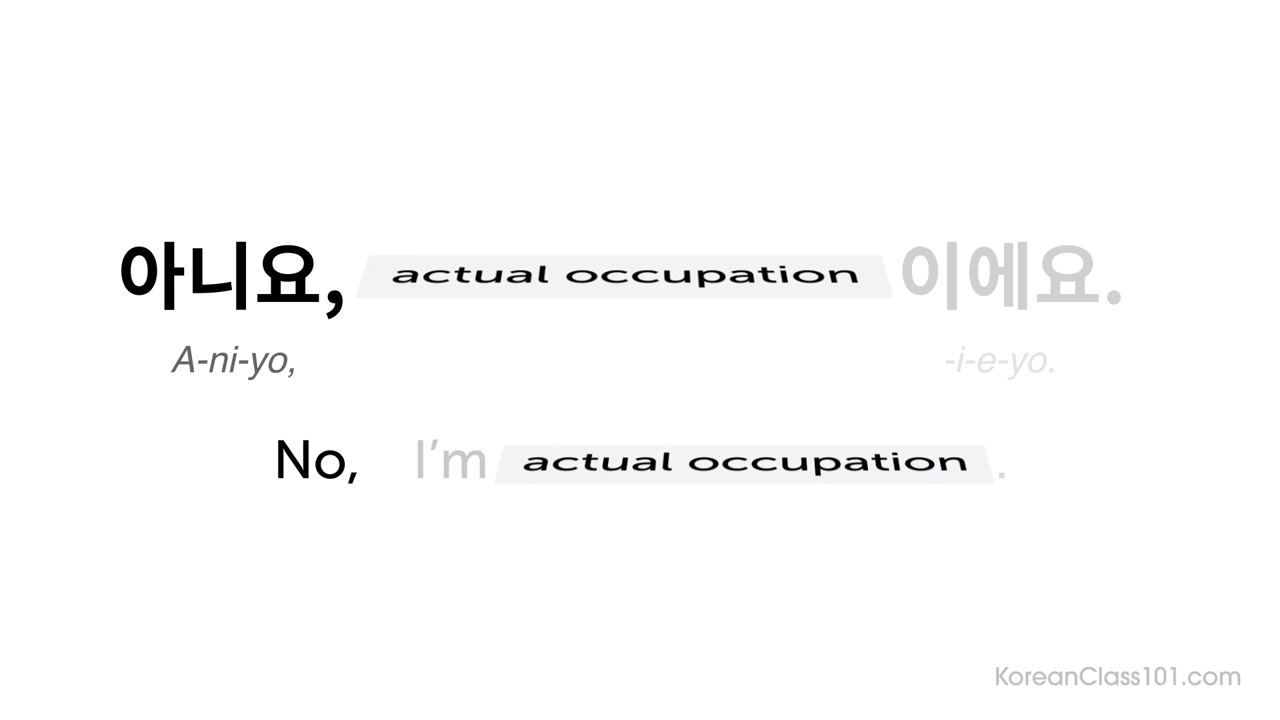 아니요, actual occupation 이에요.
A-ni-yo, -i-e-yo.
No, I’m actual occupation .
KoreanClass101.com